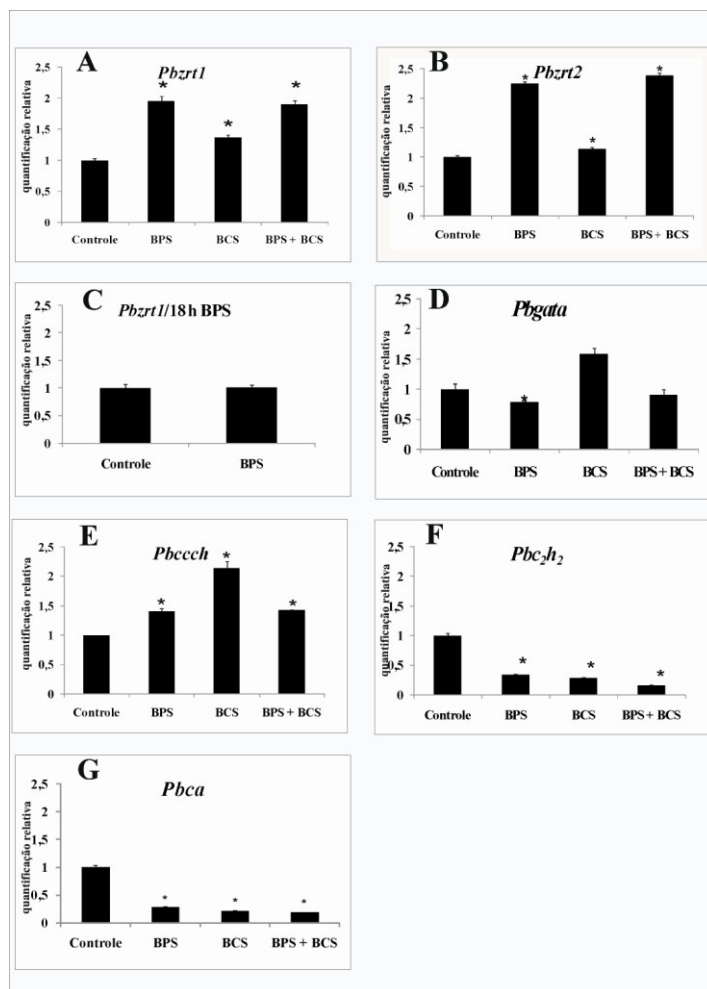 A
Pbzrt1
quantificação relativa
2,5
2
1,5
1
0,5
0
*
*
*
Controle
BPS
BCS
BPS + BCS
B
Pbzrt2
quantificação relativa
2,5
2
1,5
1
0,5
0
*
*
*
Controle
BPS
BCS
BPS + BCS
C
Pbzrt1/18h BPS
quantificação relativa
2,5
2
1,5
1
0,5
0
Controle
BPS
D
Pbgata
quantificação relativa
2,5
2
1,5
1
0,5
0
*
Controle
BPS
BCS
BPS + BCS
E
Pbccch
quantificação relativa
2,5
2
1,5
1
0,5
0
*
*
*
Controle
BPS
BCS
BPS + BCS
F
Pbc₂h₂
quantificação relativa
2,5
2
1,5
1
0,5
0
*
*
*
Controle
BPS
BCS
BPS + BCS
G
Pbca
quantificação relativa
2,5
2
1,5
1
0,5
0
*
*
*
Controle
BPS
BCS
BPS + BCS